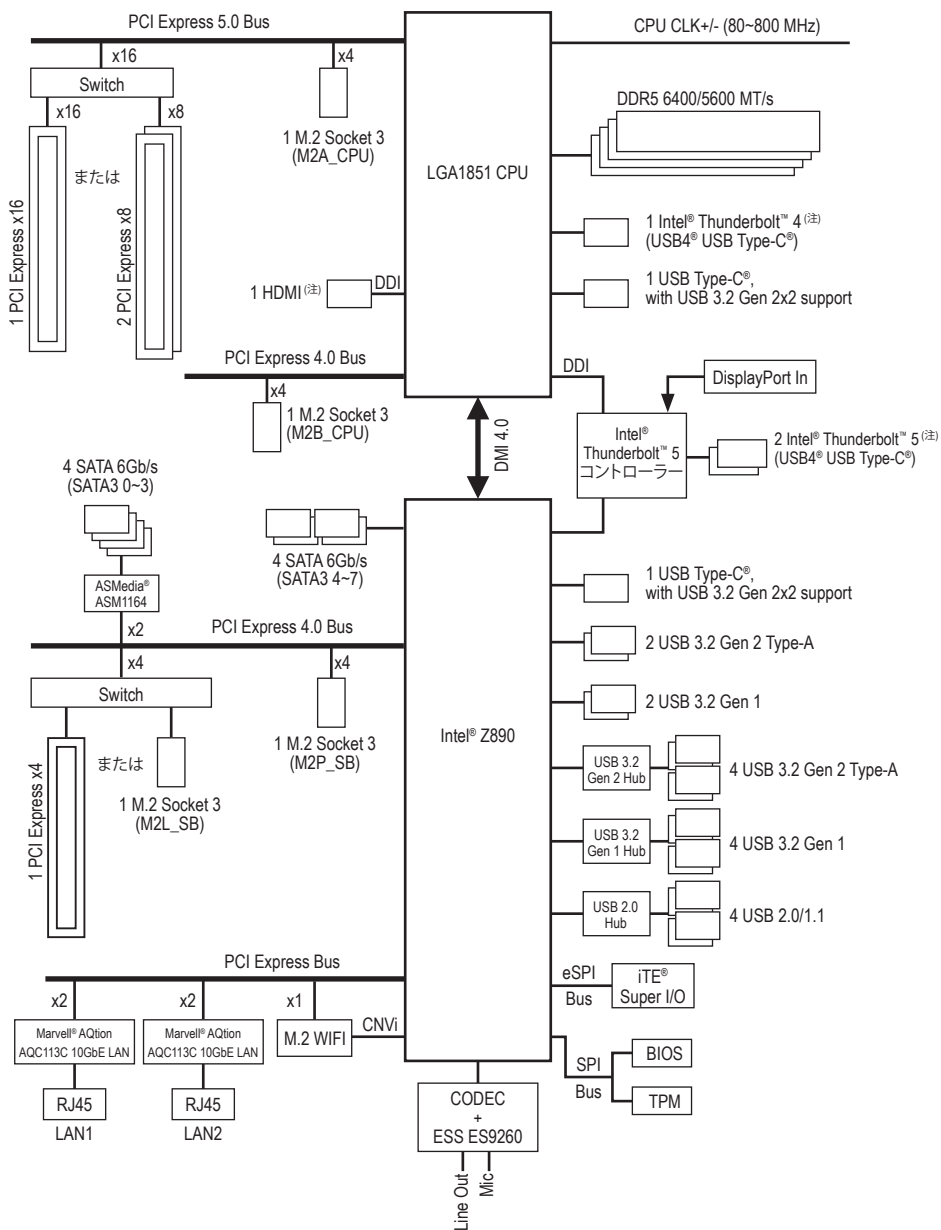 PCI Express 5.0 Bus
CPU CLK+/- (80~800 MHz)
x16
x4
Switch
x16
x8
1 M.2 Socket 3
(M2A_CPU)
DDR5 6400/5600 MT/s
LGA1851 CPU
または
1 PCI Express x16
2 PCI Express x8
1 Intel® Thunderbolt™ 4 (注)
(USB4® USB Type-C®)
1 HDMI (注)
DDI
1 USB Type-C®,
with USB 3.2 Gen 2x2 support
PCI Express 4.0 Bus
x4
1 M.2 Socket 3
(M2B_CPU)
DMI 4.0
DDI
DisplayPort In
Intel®
Thunderbolt™ 5
コントローラー
2 Intel® Thunderbolt™ 5 (注)
(USB4® USB Type-C®)
4 SATA 6Gb/s
(SATA3 0~3)
4 SATA 6Gb/s
(SATA3 4~7)
ASMedia®
ASM1164
x2
PCI Express 4.0 Bus
1 USB Type-C®,
with USB 3.2 Gen 2x2 support
2 USB 3.2 Gen 2 Type-A
x4
x4
Switch
2 USB 3.2 Gen 1
1 M.2 Socket 3
(M2P_SB)
Intel® Z890
または
1 PCI Express x4
1 M.2 Socket 3
(M2L_SB)
USB 3.2
Gen 2 Hub
4 USB 3.2 Gen 2 Type-A
USB 3.2
Gen 1 Hub
4 USB 3.2 Gen 1
USB 2.0
Hub
4 USB 2.0/1.1
PCI Express Bus
x2
x2
x1
eSPI
Bus
iTE®
Super I/O
Marvell® AQtion
AQC113C 10GbE LAN
Marvell® AQtion
AQC113C 10GbE LAN
M.2 WIFI
CNVi
SPI
Bus
BIOS
TPM
RJ45
LAN1
RJ45
LAN2
CODEC
+
ESS ES9260
Line Out
Mic